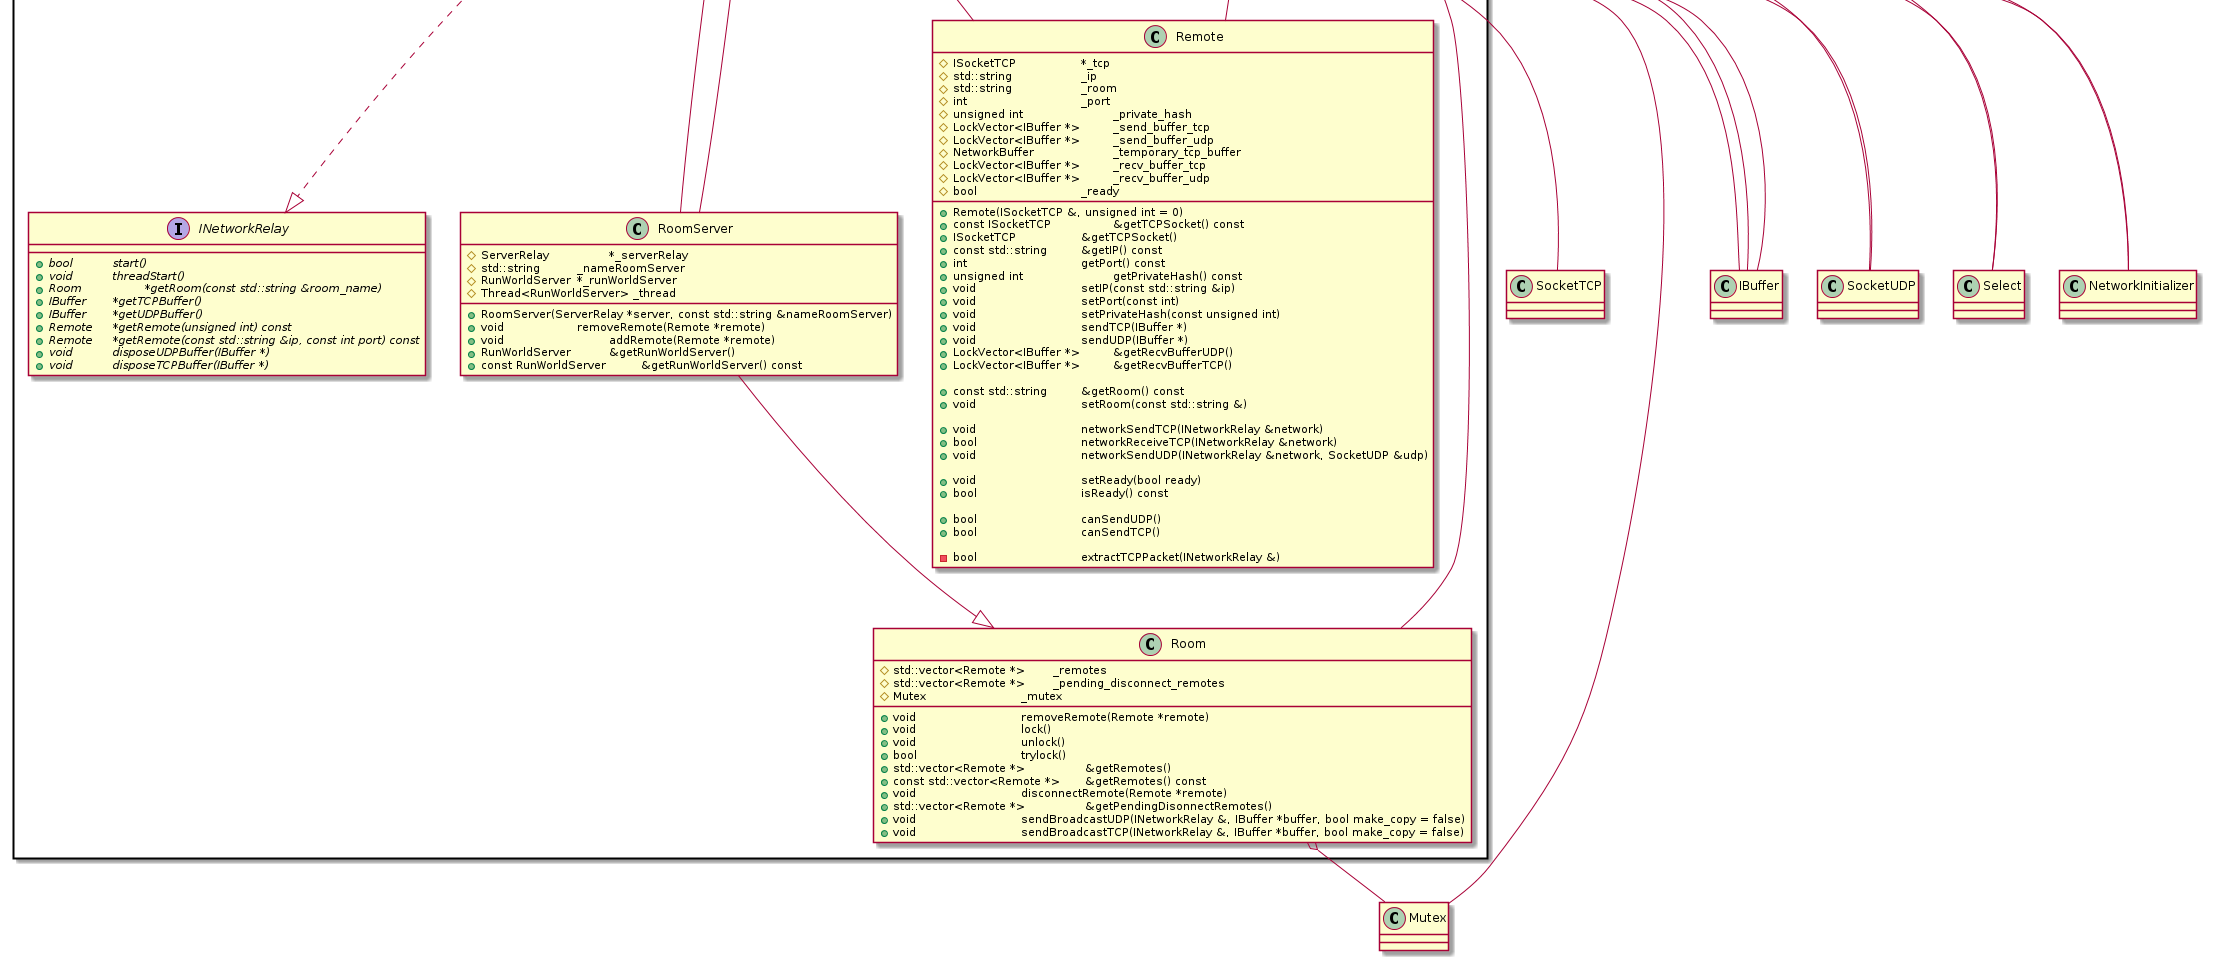 C Remote
ISocketTCP *_tcp
std::string _ip
std::string _room
int _port
unsigned int _private_hash
LockVector<IBuffer *> _send_buffer_tcp
LockVector<IBuffer *> _send_buffer_udp
NetworkBuffer _temporary_tcp_buffer
LockVector<IBuffer *> _recv_buffer_tcp
LockVector<IBuffer *> _recv_buffer_udp
bool _ready
Remote(ISocketTCP &, unsigned int = 0)
const ISocketTCP &getTCPSocket() const
ISocketTCP &getTCPSocket()
const std::string &getIP() const
int getPort() const
unsigned int getPrivateHash() const
void setIP(const std::string &ip)
void setPort(const int)
void setPrivateHash(const unsigned int)
void sendTCP(IBuffer *)
void sendUDP(IBuffer *)
LockVector<IBuffer *> &getRecvBufferUDP()
LockVector<IBuffer *> &getRecvBufferTCP()
const std::string &getRoom() const
void setRoom(const std::string &)
void networkSendTCP(INetworkRelay &network)
bool networkReceiveTCP(INetworkRelay &network)
void networkSendUDP(INetworkRelay &network, SocketUDP &udp)
void setReady(bool ready)
bool isReady() const
bool canSendUDP()
bool canSendTCP()
bool extractTCPPacket(INetworkRelay &)
I INetworkRelay
bool start()
void threadStart()
Room *getRoom(const std::string &room_name)
IBuffer *getTCPBuffer()
IBuffer *getUDPBuffer()
Remote *getRemote(unsigned int) const
Remote *getRemote(const std::string &ip, const int port) const
void disposeUDPBuffer(IBuffer *)
void disposeTCPBuffer(IBuffer *)
C RoomServer
ServerRelay *_serverRelay
std::string _nameRoomServer
RunWorldServer *_runWorldServer
Thread<RunWorldServer> _thread
RoomServer(ServerRelay *server, const std::string &nameRoomServer)
void removeRemote(Remote *remote)
void addRemote(Remote *remote)
RunWorldServer &getRunWorldServer()
const RunWorldServer &getRunWorldServer() const
C SocketTCP
C IBuffer
C SocketUDP
C Select
C NetworkInitializer
C Room
std::vector<Remote *> _remotes
std::vector<Remote *> _pending_disconnect_remotes
Mutex _mutex
void removeRemote(Remote *remote)
void lock()
void unlock()
bool trylock()
std::vector<Remote *> &getRemotes()
const std::vector<Remote *> &getRemotes() const
void disconnectRemote(Remote *remote)
std::vector<Remote *> &getPendingDisonnectRemotes()
void sendBroadcastUDP(INetworkRelay &, IBuffer *buffer, bool make_copy = false)
void sendBroadcastTCP(INetworkRelay &, IBuffer *buffer, bool make_copy = false)
C Mutex